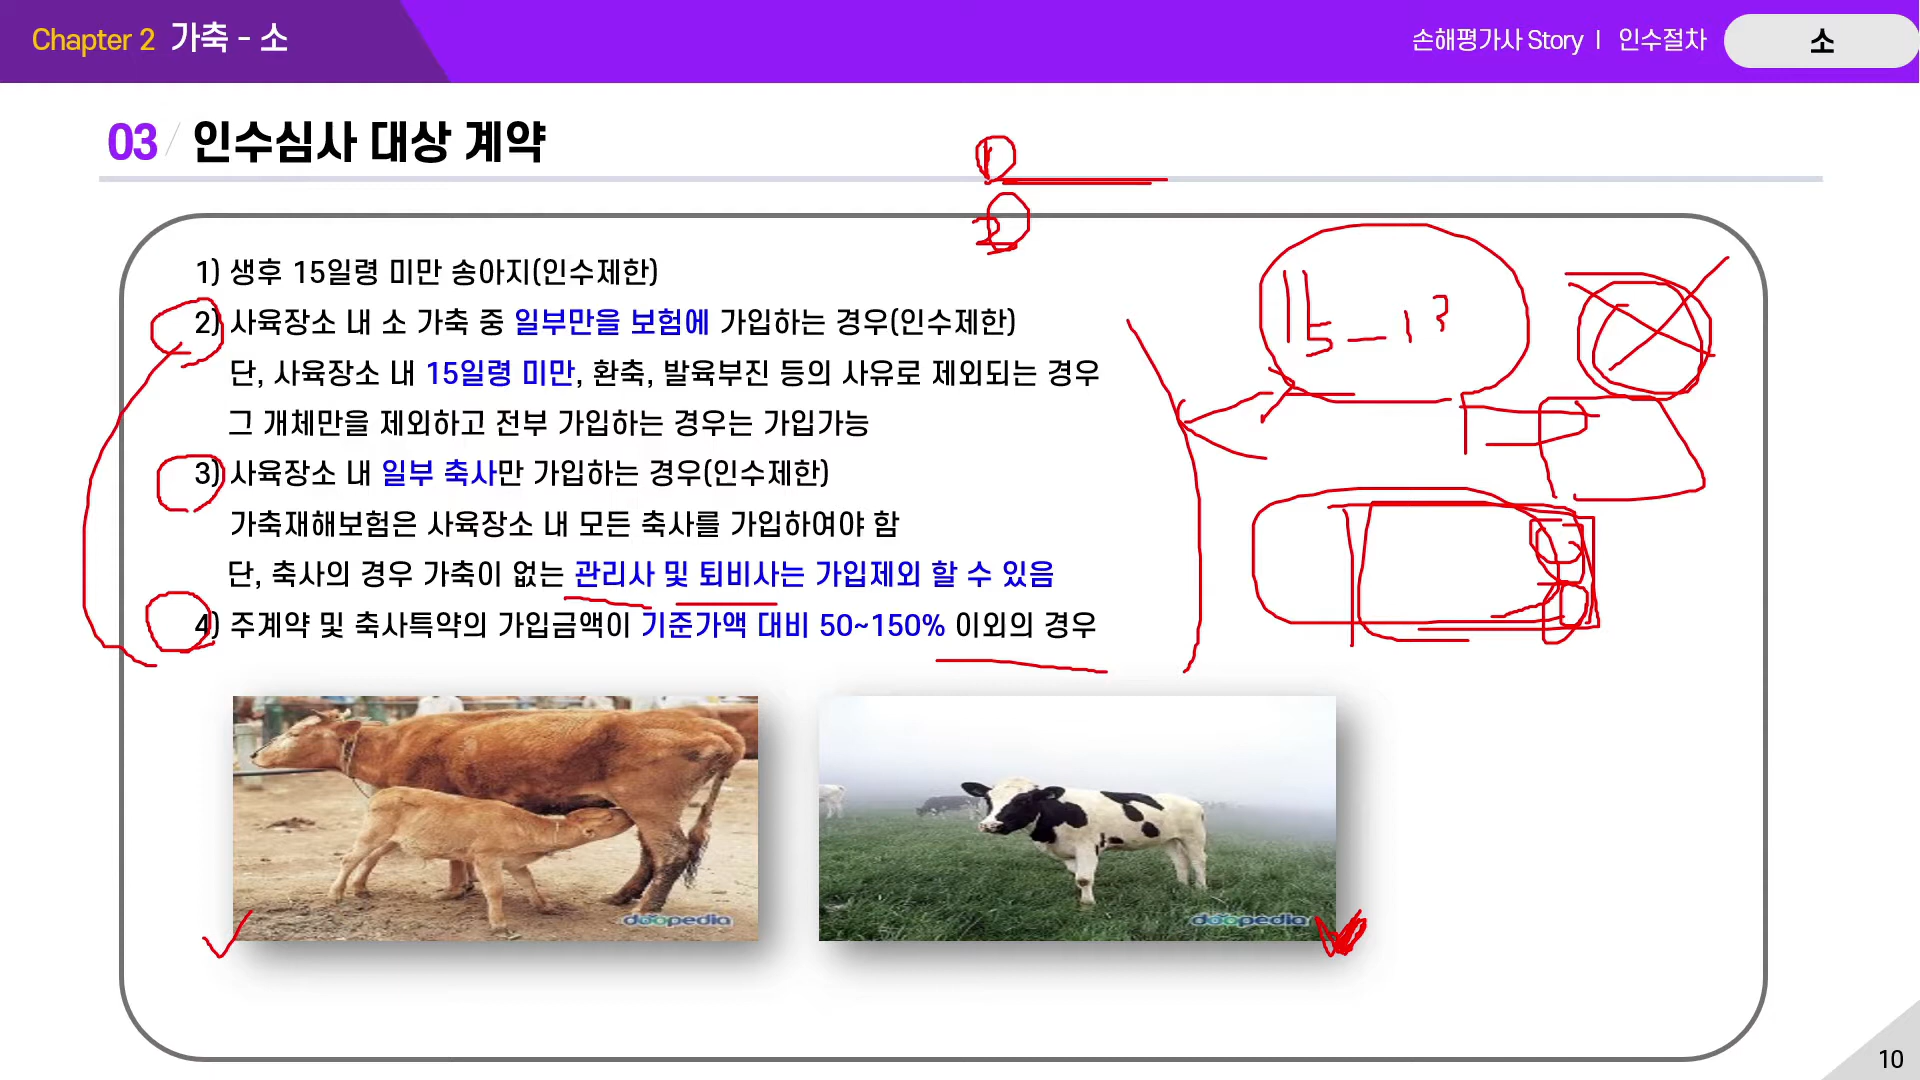 Chapter 2 가축 - 소
손해평가사 Story ㅣ 인수절차
소
03 / 인수심사 대상 계약
1
2
1) 생후 15일령 미만 송아지(인수제한)
2) 사육장소 내 소 가축 중 일부만을 보험에 가입하는 경우(인수제한)
단, 사육장소 내 15일령 미만, 환축, 발육부진 등의 사유로 제외되는 경우
그 개체만을 제외하고 전부 가입하는 경우는 가입가능
3) 사육장소 내 일부 축사만 가입하는 경우(인수제한)
가축재해보험은 사육장소 내 모든 축사를 가입하여야 함
단, 축사의 경우 가축이 없는 관리사 및 퇴비사는 가입제외 할 수 있음
4) 주계약 및 축사특약의 가입금액이 기준가액 대비 50~150% 이외의 경우
15 - 13
doopedia
doopedia
10